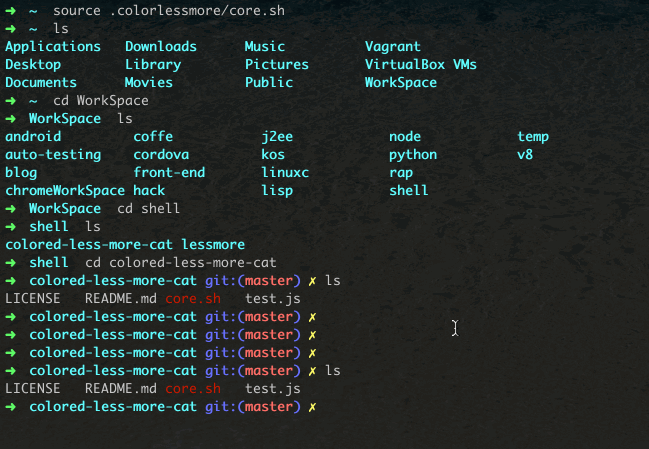 ➜ ~ source .colorlessmore/core.sh
➜ ~ ls
Applications Downloads Music Vagrant
Desktop Library Pictures VirtualBox VMs
Documents Movies Public WorkSpace
➜ ~ cd WorkSpace
➜ WorkSpace ls
android coffe j2ee node temp
auto-testing cordova kos python v8
blog front-end linuxc rap
chromeWorkSpace hack lisp shell
➜ WorkSpace cd shell
➜ shell ls
colored-less-more-cat lessmore
➜ shell cd colored-less-more-cat
➜ colored-less-more-cat git:(master) ✗ ls
LICENSE README.md core.sh test.js
➜ colored-less-more-cat git:(master) ✗
➜ colored-less-more-cat git:(master) ✗
➜ colored-less-more-cat git:(master) ✗
➜ colored-less-more-cat git:(master) ✗ ls
LICENSE README.md core.sh test.js
➜ colored-less-more-cat git:(master) ✗